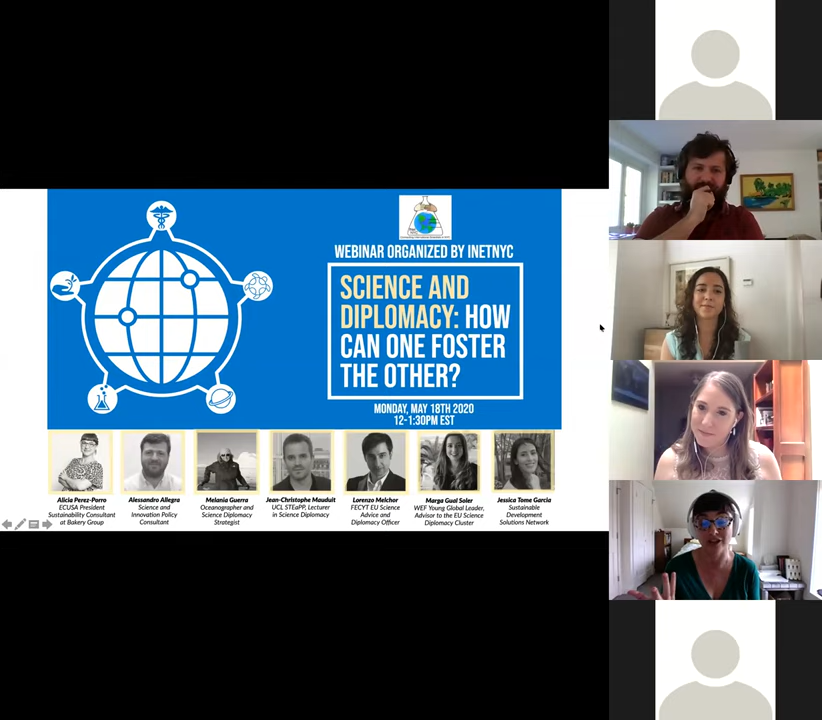 WEBINAR ORGANIZED BY INETNYC
SCIENCE AND
DIPLOMACY: HOW
CAN ONE FOSTER
THE OTHER?
MONDAY, MAY 18TH 2020
12-1:30PM EST
Alicia Perez-Porro
ECUSA President
Sustainability Consultant
at Bakery Group
Alessandro Allegra
Science and
Innovation Policy
Consultant
Melania Guerra
Oceanographer and
Science Diplomacy
Strategist
Jean-Christophe Mauduit
UCL STEaPP, Lecturer
in Science Diplomacy
Lorenzo Melchor
FECYT EU Science
Advice and
Diplomacy Officer
Marga Gual Soler
WEF Young Global Leader,
Advisor to the EU Science
Diplomacy Cluster
Jessica Tome Garcia
Sustainable
Development
Solutions Network